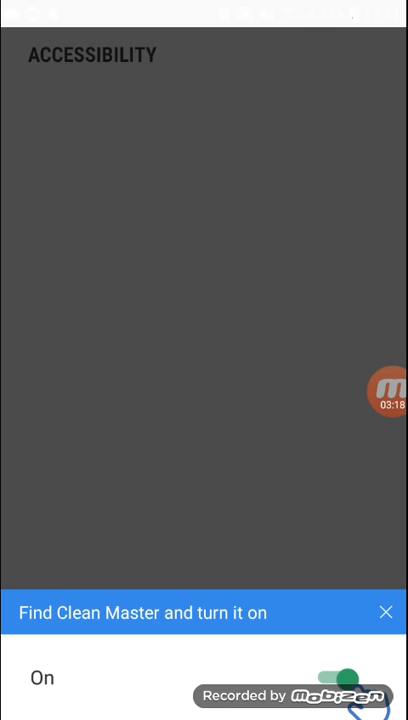 ACCESSIBILITY
03:18
Find Clean Master and turn it on
On
Recorded by mobizen